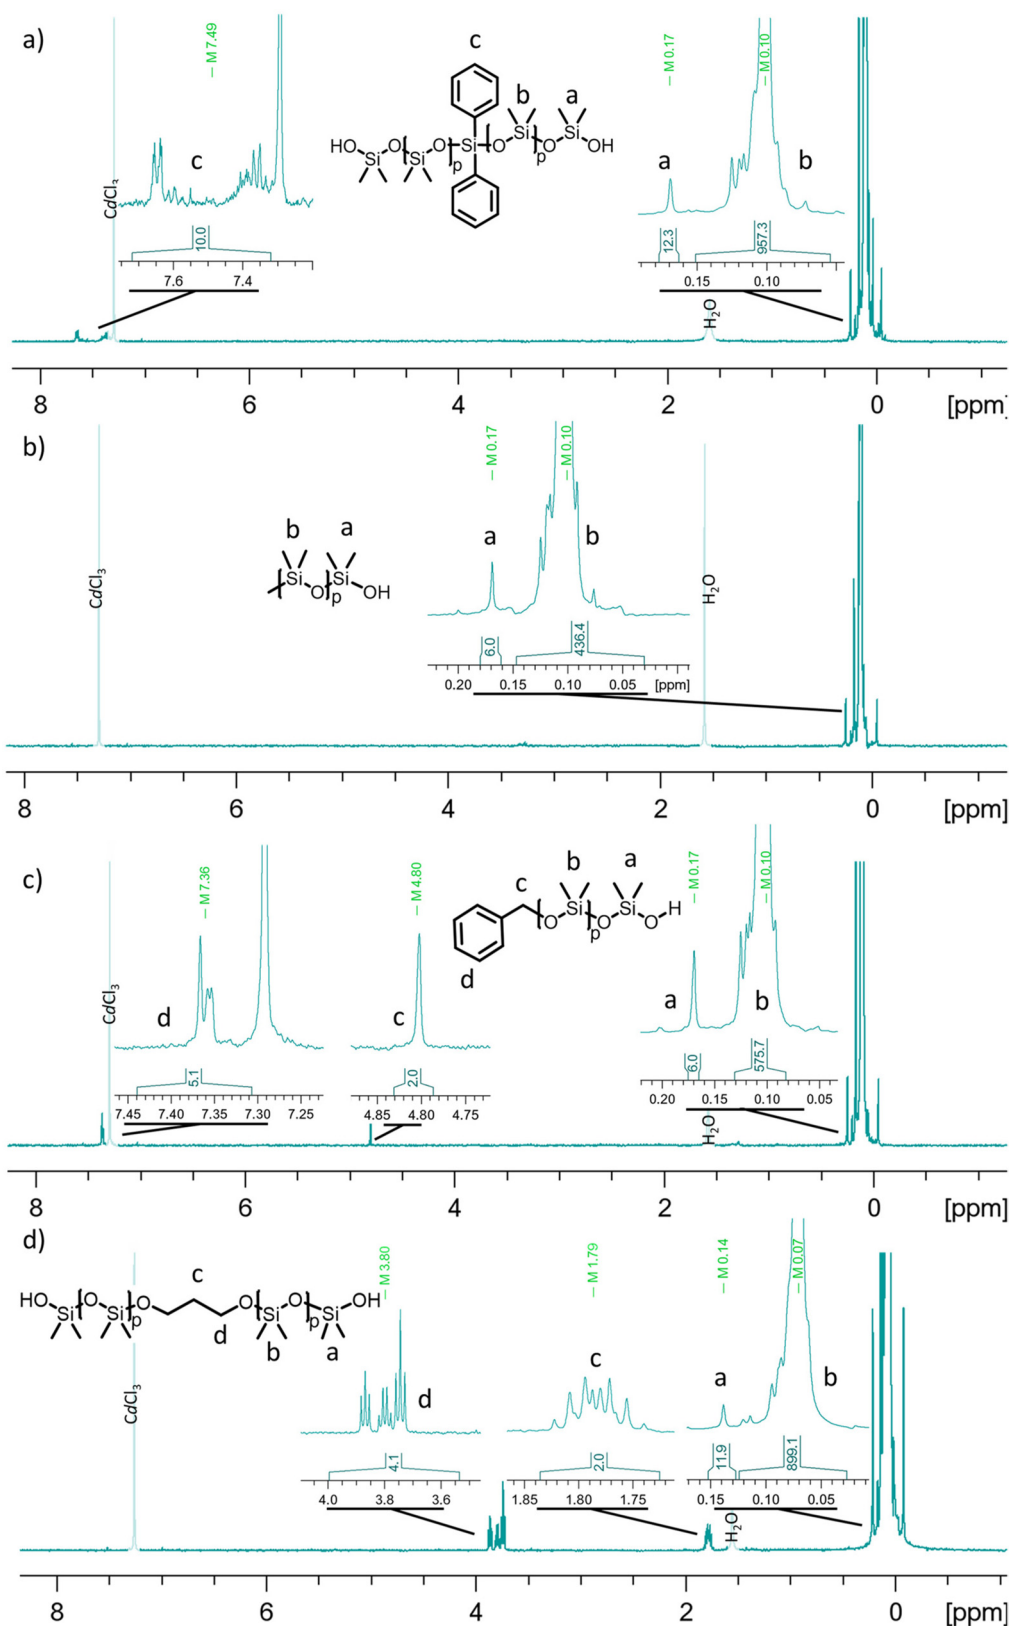 a)
— M 7.49
c
— M 0.17
— M 0.10
b
a
HO Si O Si O p Si O Si p O Si OH
c
a
b
CdCl3
10.0
12.3
957.3
7.6 7.4
0.15 0.10
H2O
8 6 4 2 0 [ppm]
b)
— M 0.17
— M 0.10
b a
a
b
Si O p Si OH
CdCl3
H2O
6.0
436.4
0.20 0.15 0.10 0.05 [ppm]
8 6 4 2 0 [ppm]
c)
— M 7.36
— M 4.80
— M 0.17
— M 0.10
b a
c
O Si p O Si O H
d
CdCl3
d
c
a
b
5.1
2.0
6.0
575.7
7.45 7.40 7.35 7.30 7.25
4.85 4.80 4.75
0.20 0.15 0.10 0.05
H2O
8 6 4 2 0 [ppm]
d)
— M 3.80
— M 1.79
— M 0.14
— M 0.07
c
HO Si O Si p O O Si O p Si OH
d
b
a
CdCl3
d
c
a
b
4.1
2.0
11.9
899.1
4.0 3.8 3.6
1.85 1.80 1.75
0.15 0.10 0.05
H2O
8 6 4 2 0 [ppm]